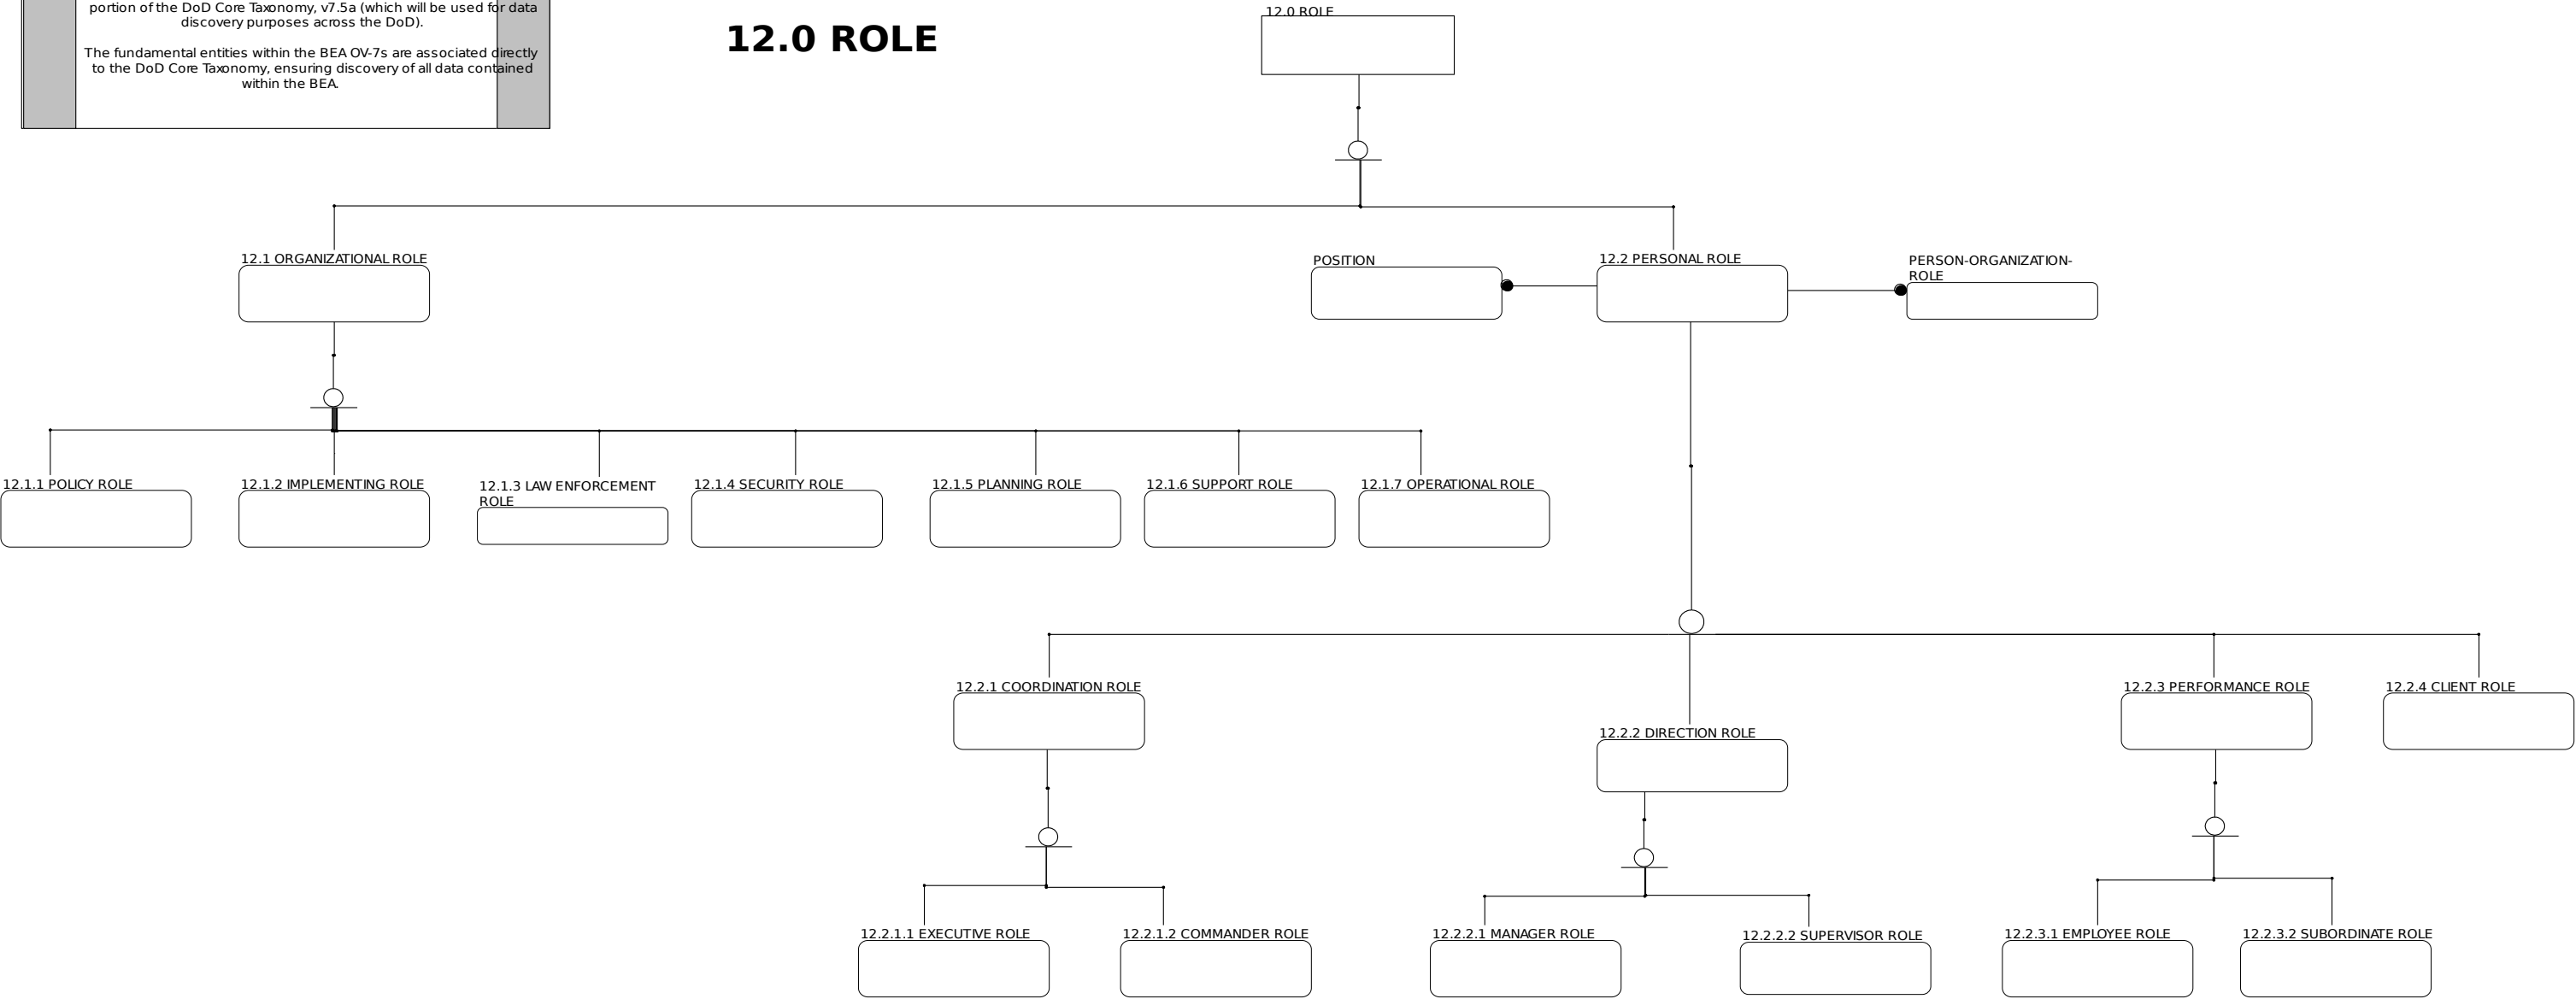 portion of the DoD Core Taxonomy, v7.5a (which will be used for data
discovery purposes across the DoD).
The fundamental entities within the BEA OV-7s are associated directly
to the DoD Core Taxonomy, ensuring discovery of all data contained
within the BEA.
12.0 ROLE
12.0 ROLE
12.1 ORGANIZATIONAL ROLE
POSITION
12.2 PERSONAL ROLE
PERSON-ORGANIZATION-
ROLE
12.1.1 POLICY ROLE
12.1.2 IMPLEMENTING ROLE
12.1.3 LAW ENFORCEMENT
ROLE
12.1.4 SECURITY ROLE
12.1.5 PLANNING ROLE
12.1.6 SUPPORT ROLE
12.1.7 OPERATIONAL ROLE
12.2.1 COORDINATION ROLE
12.2.2 DIRECTION ROLE
12.2.3 PERFORMANCE ROLE
12.2.4 CLIENT ROLE
12.2.1.1 EXECUTIVE ROLE
12.2.1.2 COMMANDER ROLE
12.2.2.1 MANAGER ROLE
12.2.2.2 SUPERVISOR ROLE
12.2.3.1 EMPLOYEE ROLE
12.2.3.2 SUBORDINATE ROLE